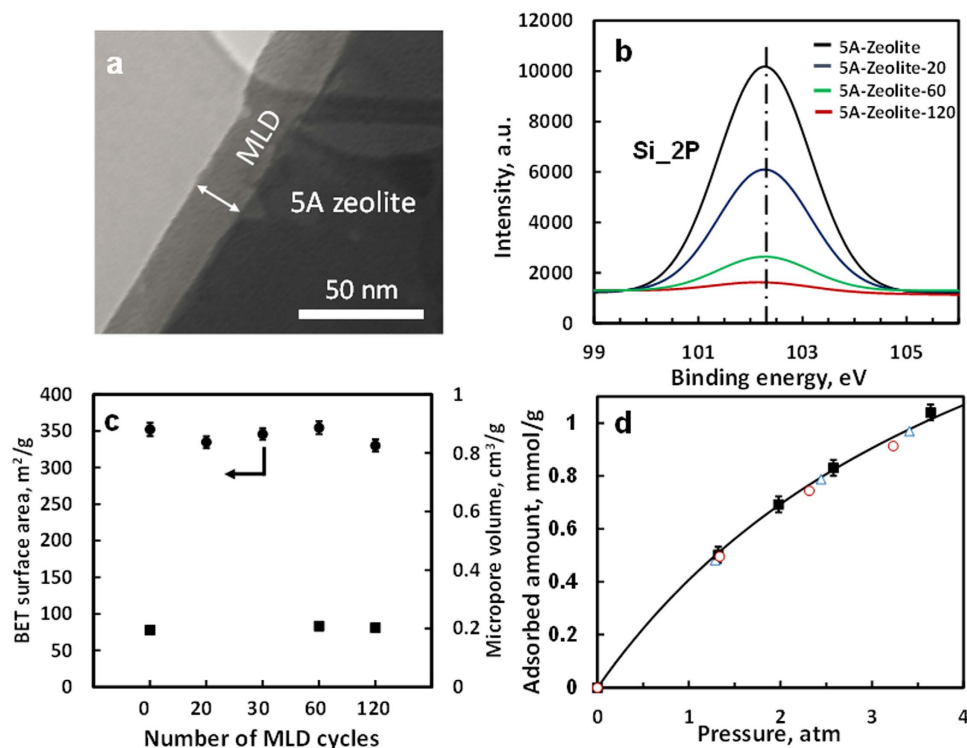 a
MLD
5A zeolite
50 nm
b
12000
10000
8000
6000
4000
2000
0
Intensity, a.u.
Si_2P
5A-Zeolite
5A-Zeolite-20
5A-Zeolite-60
5A-Zeolite-120
99
101
103
105
Binding energy, eV
c
400
350
300
250
200
150
100
50
0
BET surface area, m²/g
1
0.8
0.6
0.4
0.2
0
Micropore volume, cm³/g
0
20
30
60
120
Number of MLD cycles
d
1
0.8
0.6
0.4
0.2
0
Adsorbed amount, mmol/g
0
1
2
3
4
Pressure, atm